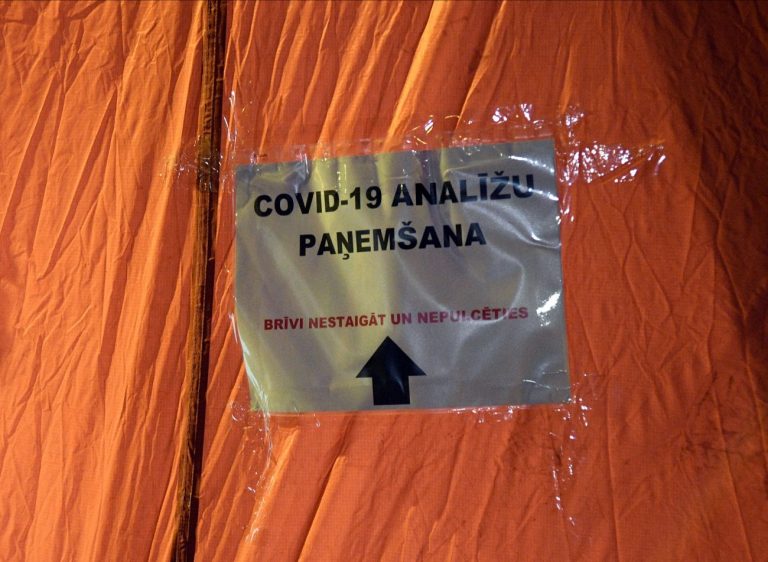 COVID-19 ANALĪŽU
PAŅEMŠANA
BRĪVI NESTAIGĀT UN NEPULCĒTIES